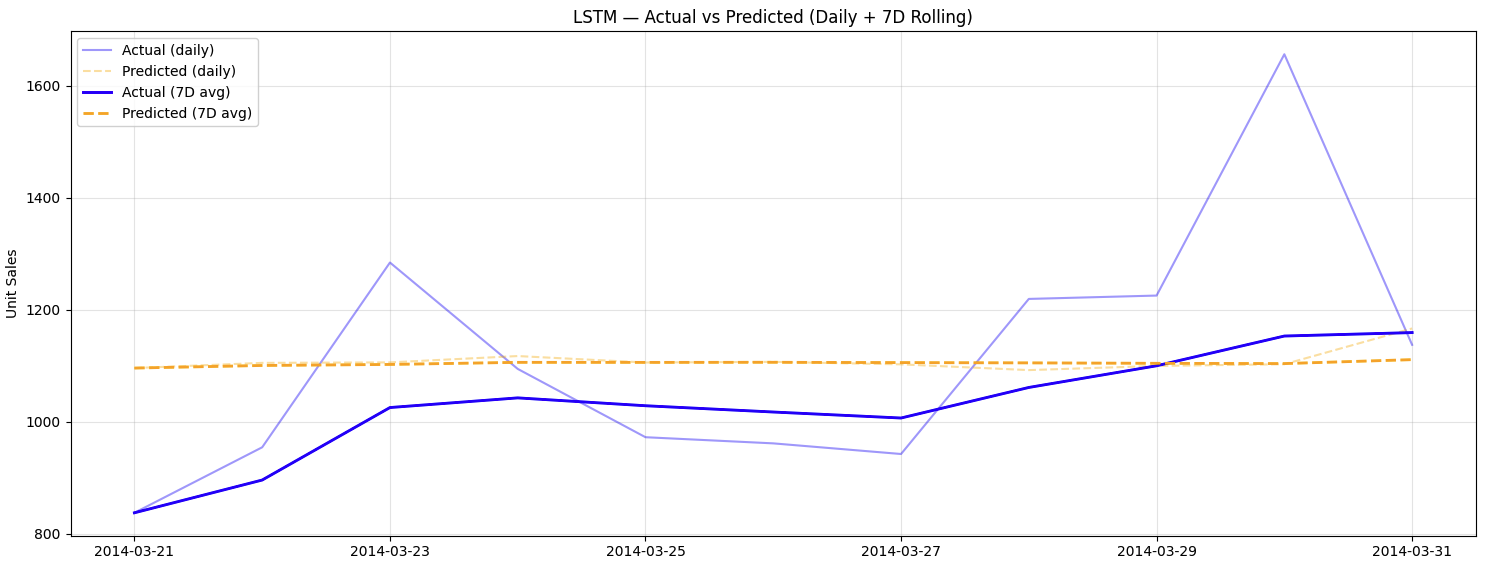 LSTM — Actual vs Predicted (Daily + 7D Rolling)
Actual (daily)
Predicted (daily)
Actual (7D avg)
Predicted (7D avg)
Unit Sales
1600
1400
1200
1000
800
2014-03-21 2014-03-23 2014-03-25 2014-03-27 2014-03-29 2014-03-31